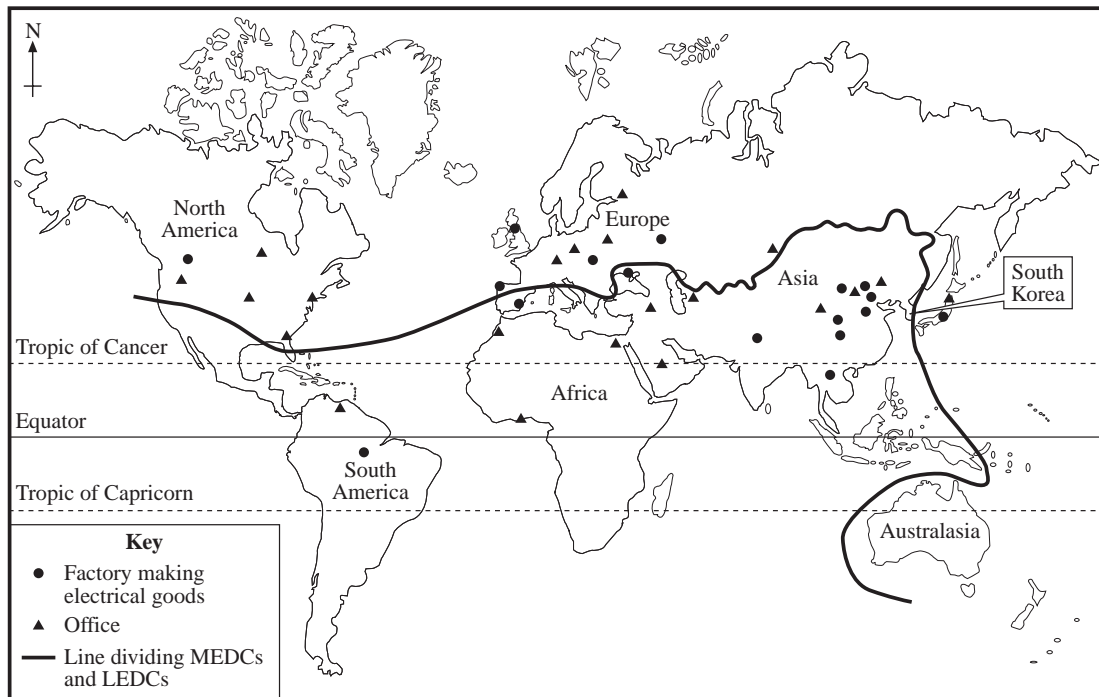 N
North
America
Europe
Asia
South
Korea
Tropic of Cancer
Africa
Equator
South
America
Tropic of Capricorn
Australasia
Key
Factory making
electrical goods
Office
Line dividing MEDCs
and LEDCs